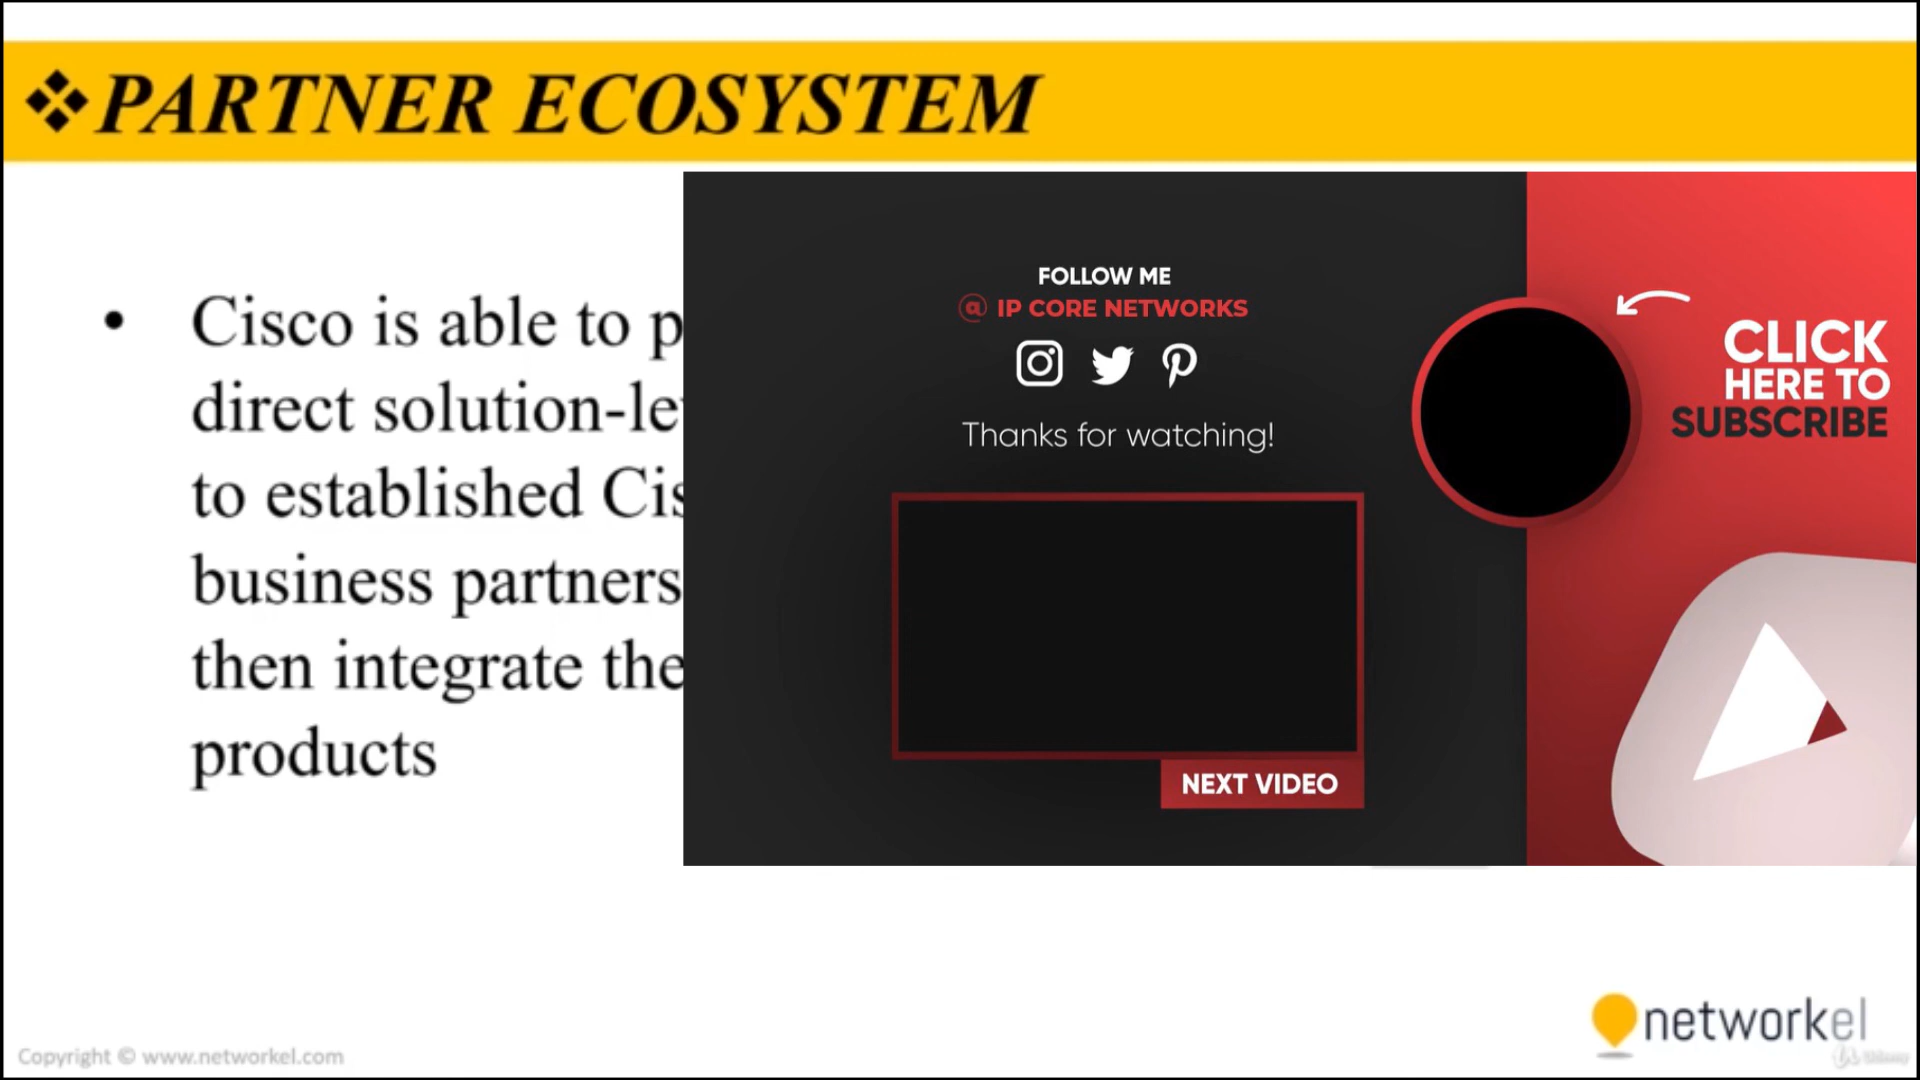 ❖PARTNER ECOSYSTEM
• Cisco is able to p
direct solution-le
to established Cis
business partners
then integrate the
products
FOLLOW ME
@ IP CORE NETWORKS
Thanks for watching!
NEXT VIDEO
CLICK
HERE TO
SUBSCRIBE
networkel
Copyright © www.networkel.com